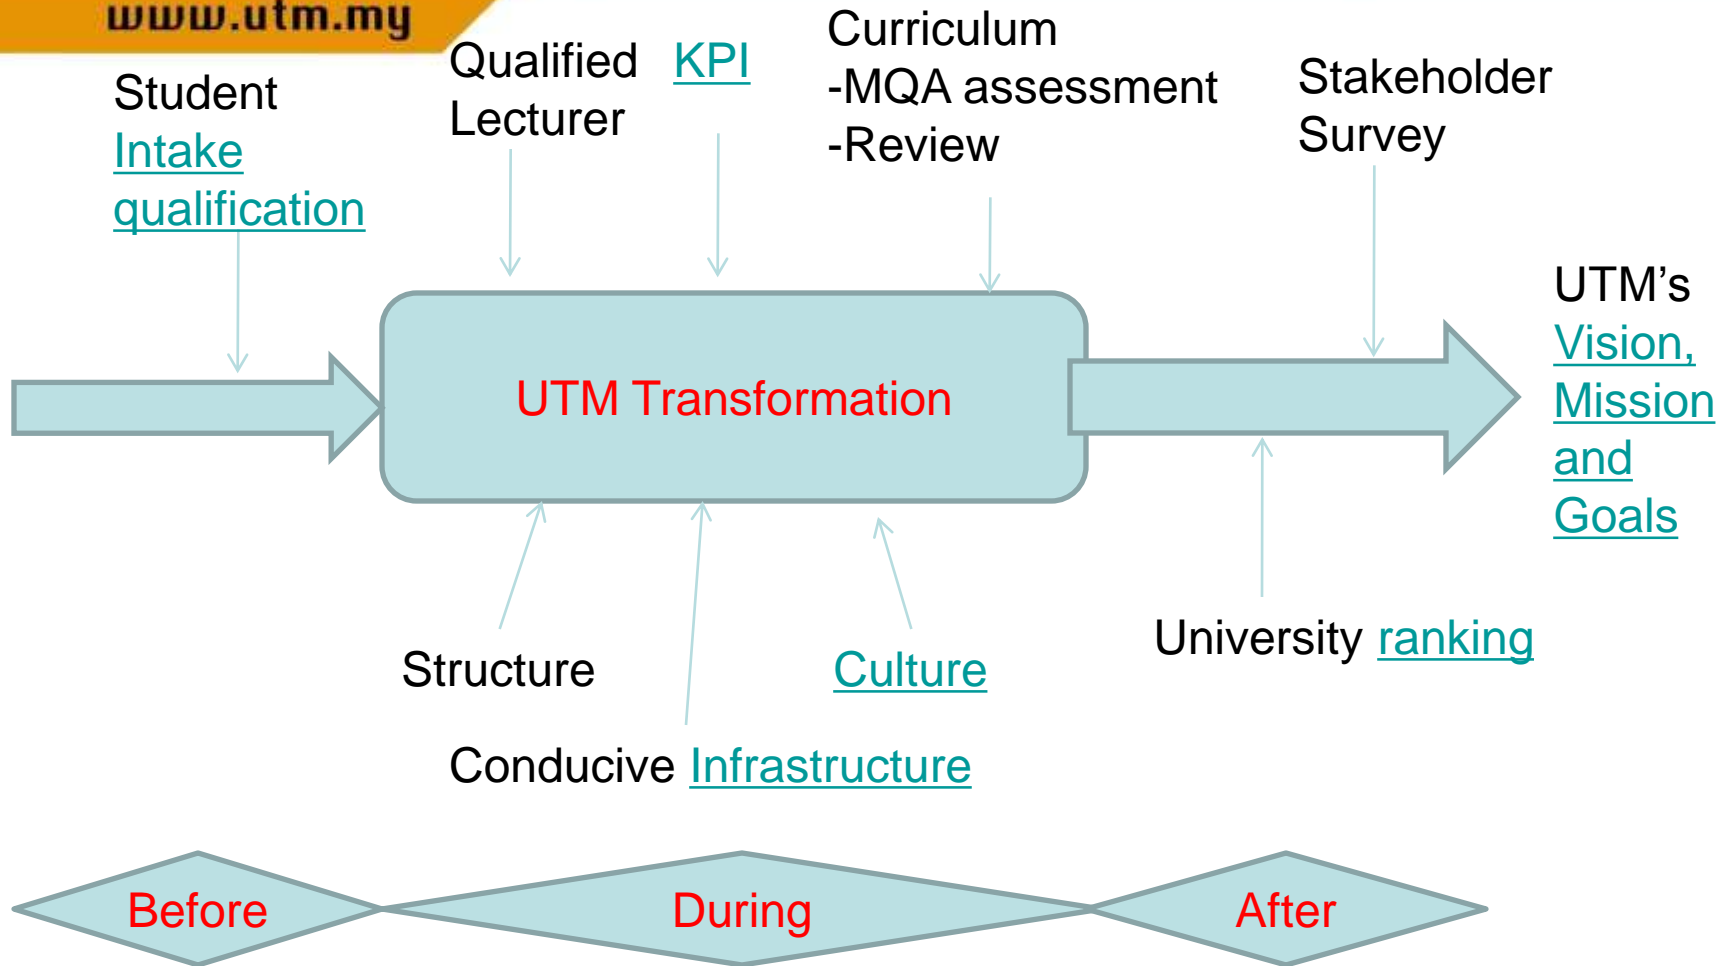 www.utm.my
Student
Intake
qualification
Qualified
Lecturer
KPI
Curriculum
-MQA assessment
-Review
Stakeholder
Survey
UTM Transformation
UTM’s
Vision,
Mission
and
Goals
Structure
Culture
Conducive Infrastructure
University ranking
Before
During
After